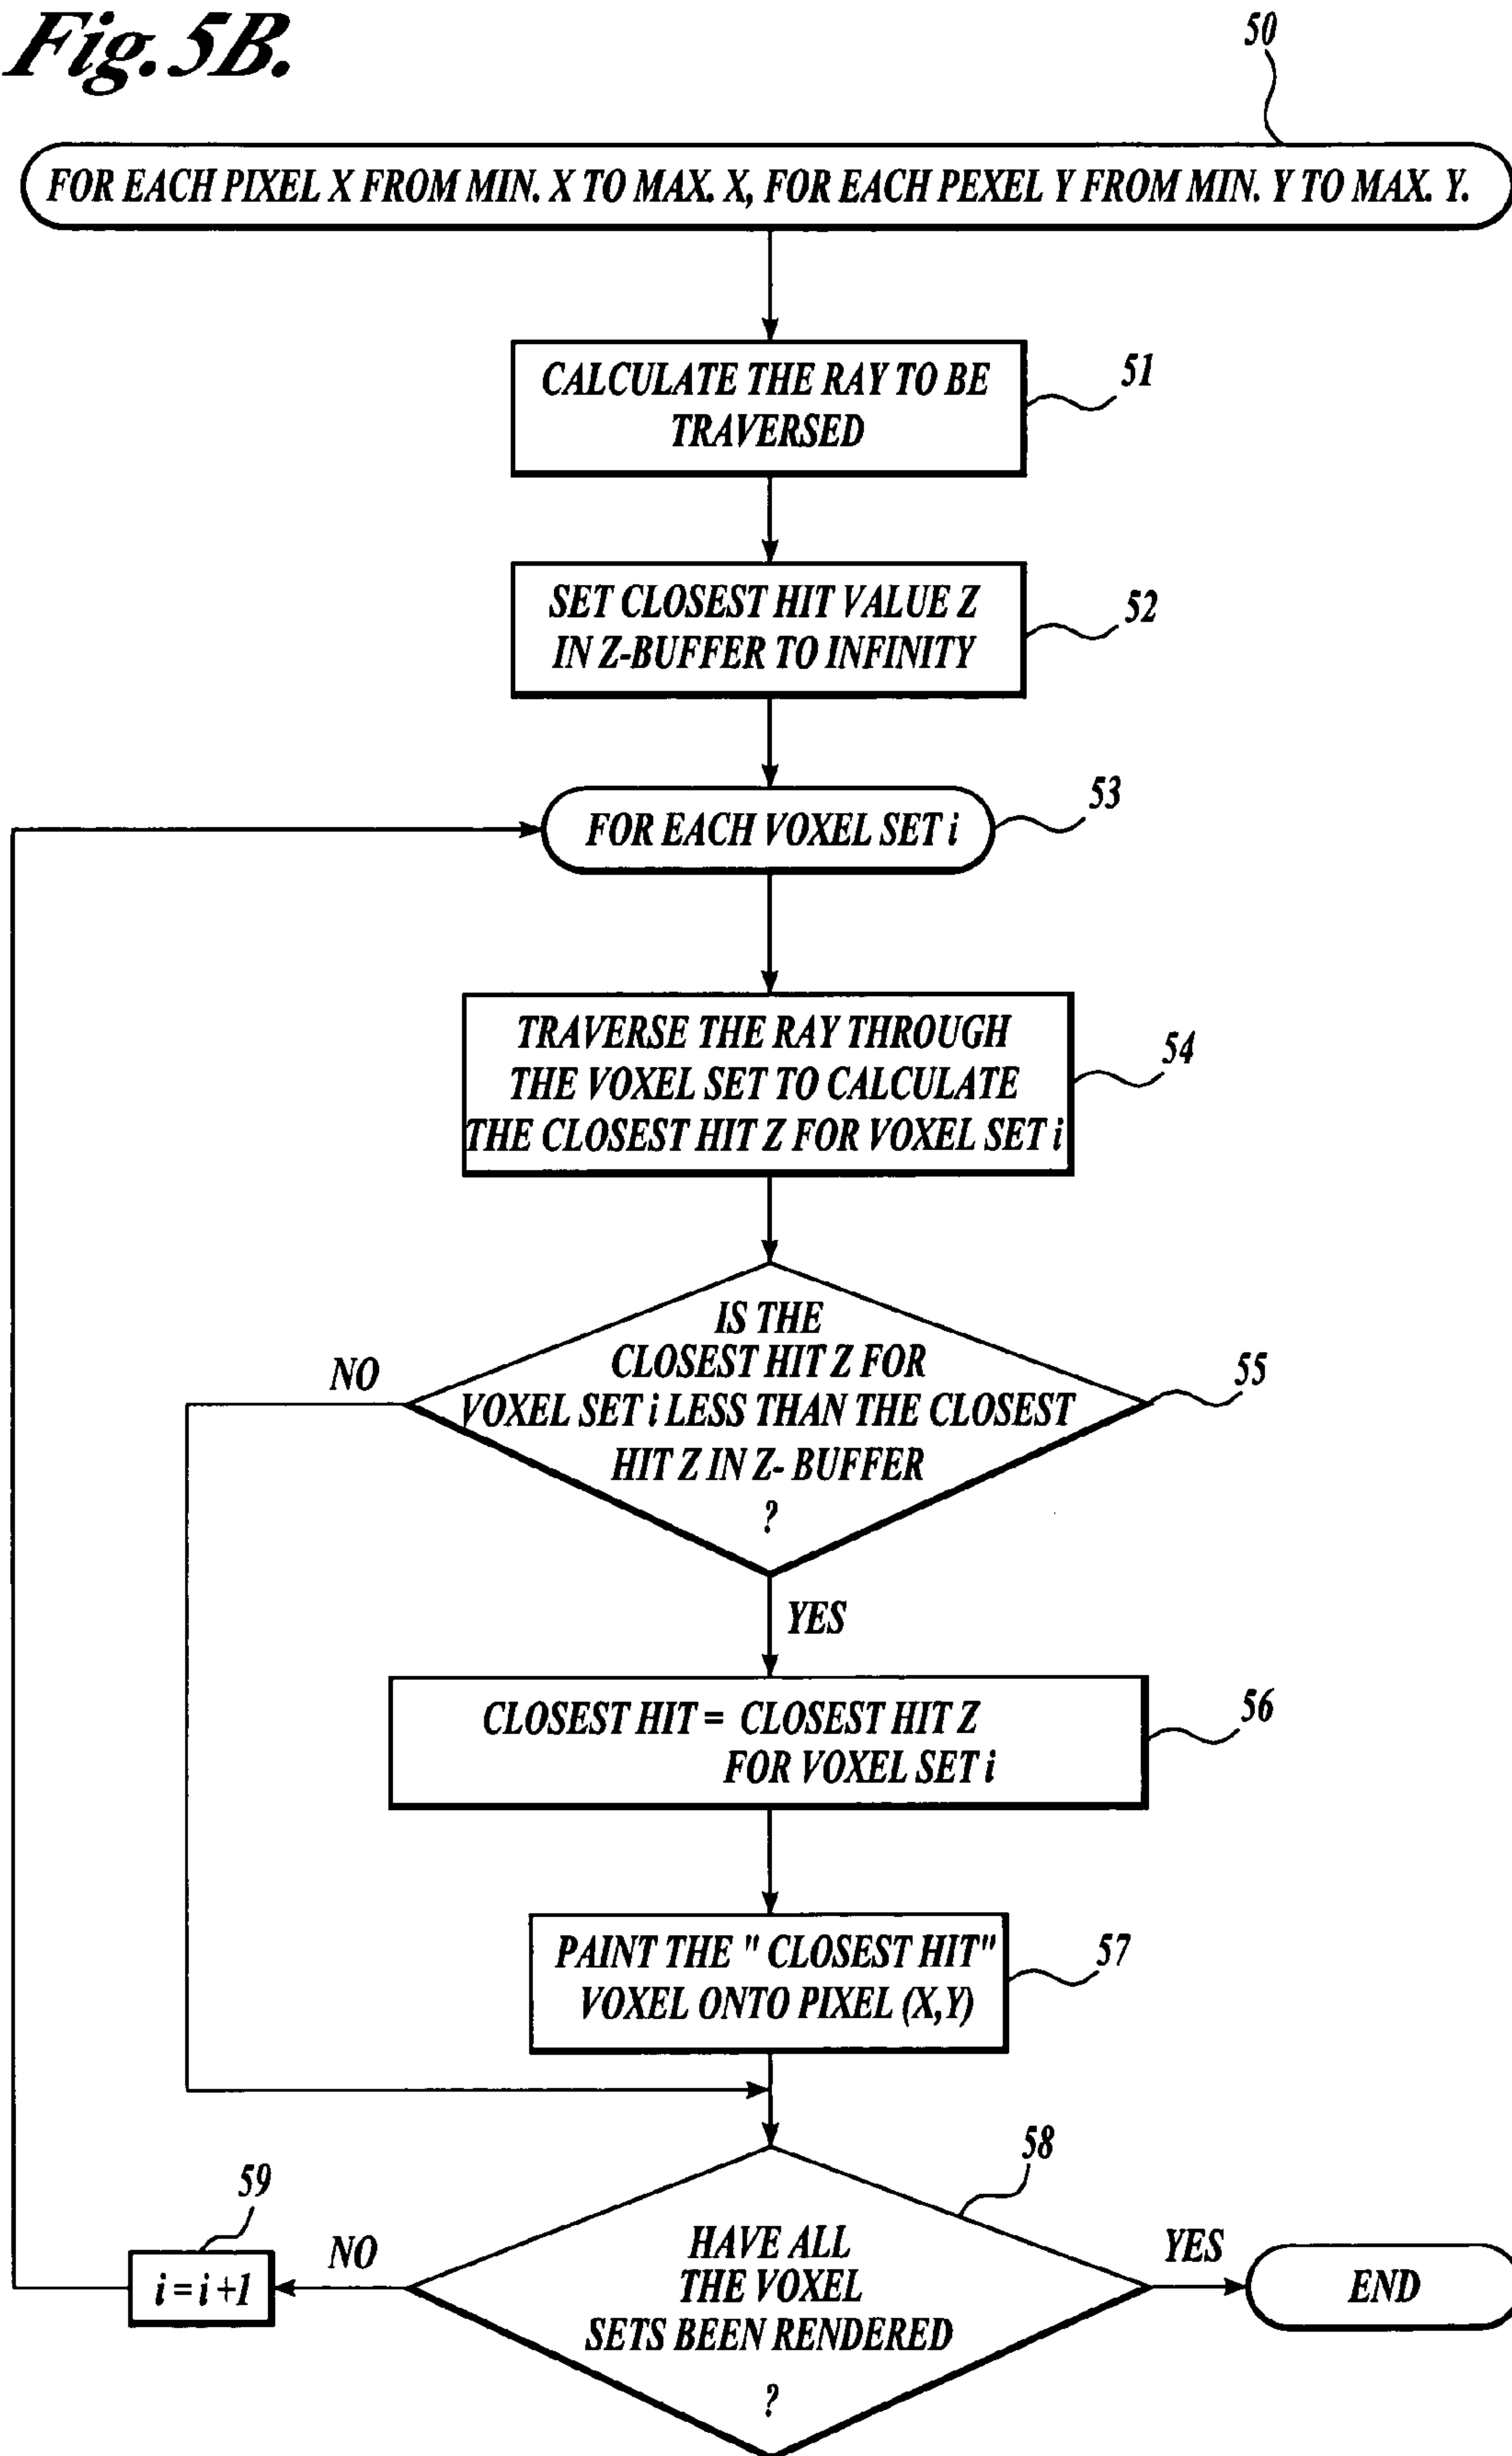 Fig. 5B.
50
FOR EACH PIXEL X FROM MIN. X TO MAX. X, FOR EACH PEXEL Y FROM MIN. Y TO MAX. Y.
CALCULATE THE RAY TO BE
TRAVERSED
51
SET CLOSEST HIT VALUE Z
IN Z-BUFFER TO INFINITY
52
FOR EACH VOXEL SET i
53
TRAVERSE THE RAY THROUGH
THE VOXEL SET TO CALCULATE
THE CLOSEST HIT Z FOR VOXEL SET i
54
IS THE
CLOSEST HIT Z FOR
VOXEL SET i LESS THAN THE CLOSEST
HIT Z IN Z- BUFFER
?
55
NO
YES
CLOSEST HIT = CLOSEST HIT Z
FOR VOXEL SET i
56
PAINT THE " CLOSEST HIT"
VOXEL ONTO PIXEL (X,Y)
57
58
59
i = i +1
NO
HAVE ALL
THE VOXEL
SETS BEEN RENDERED
?
YES
END